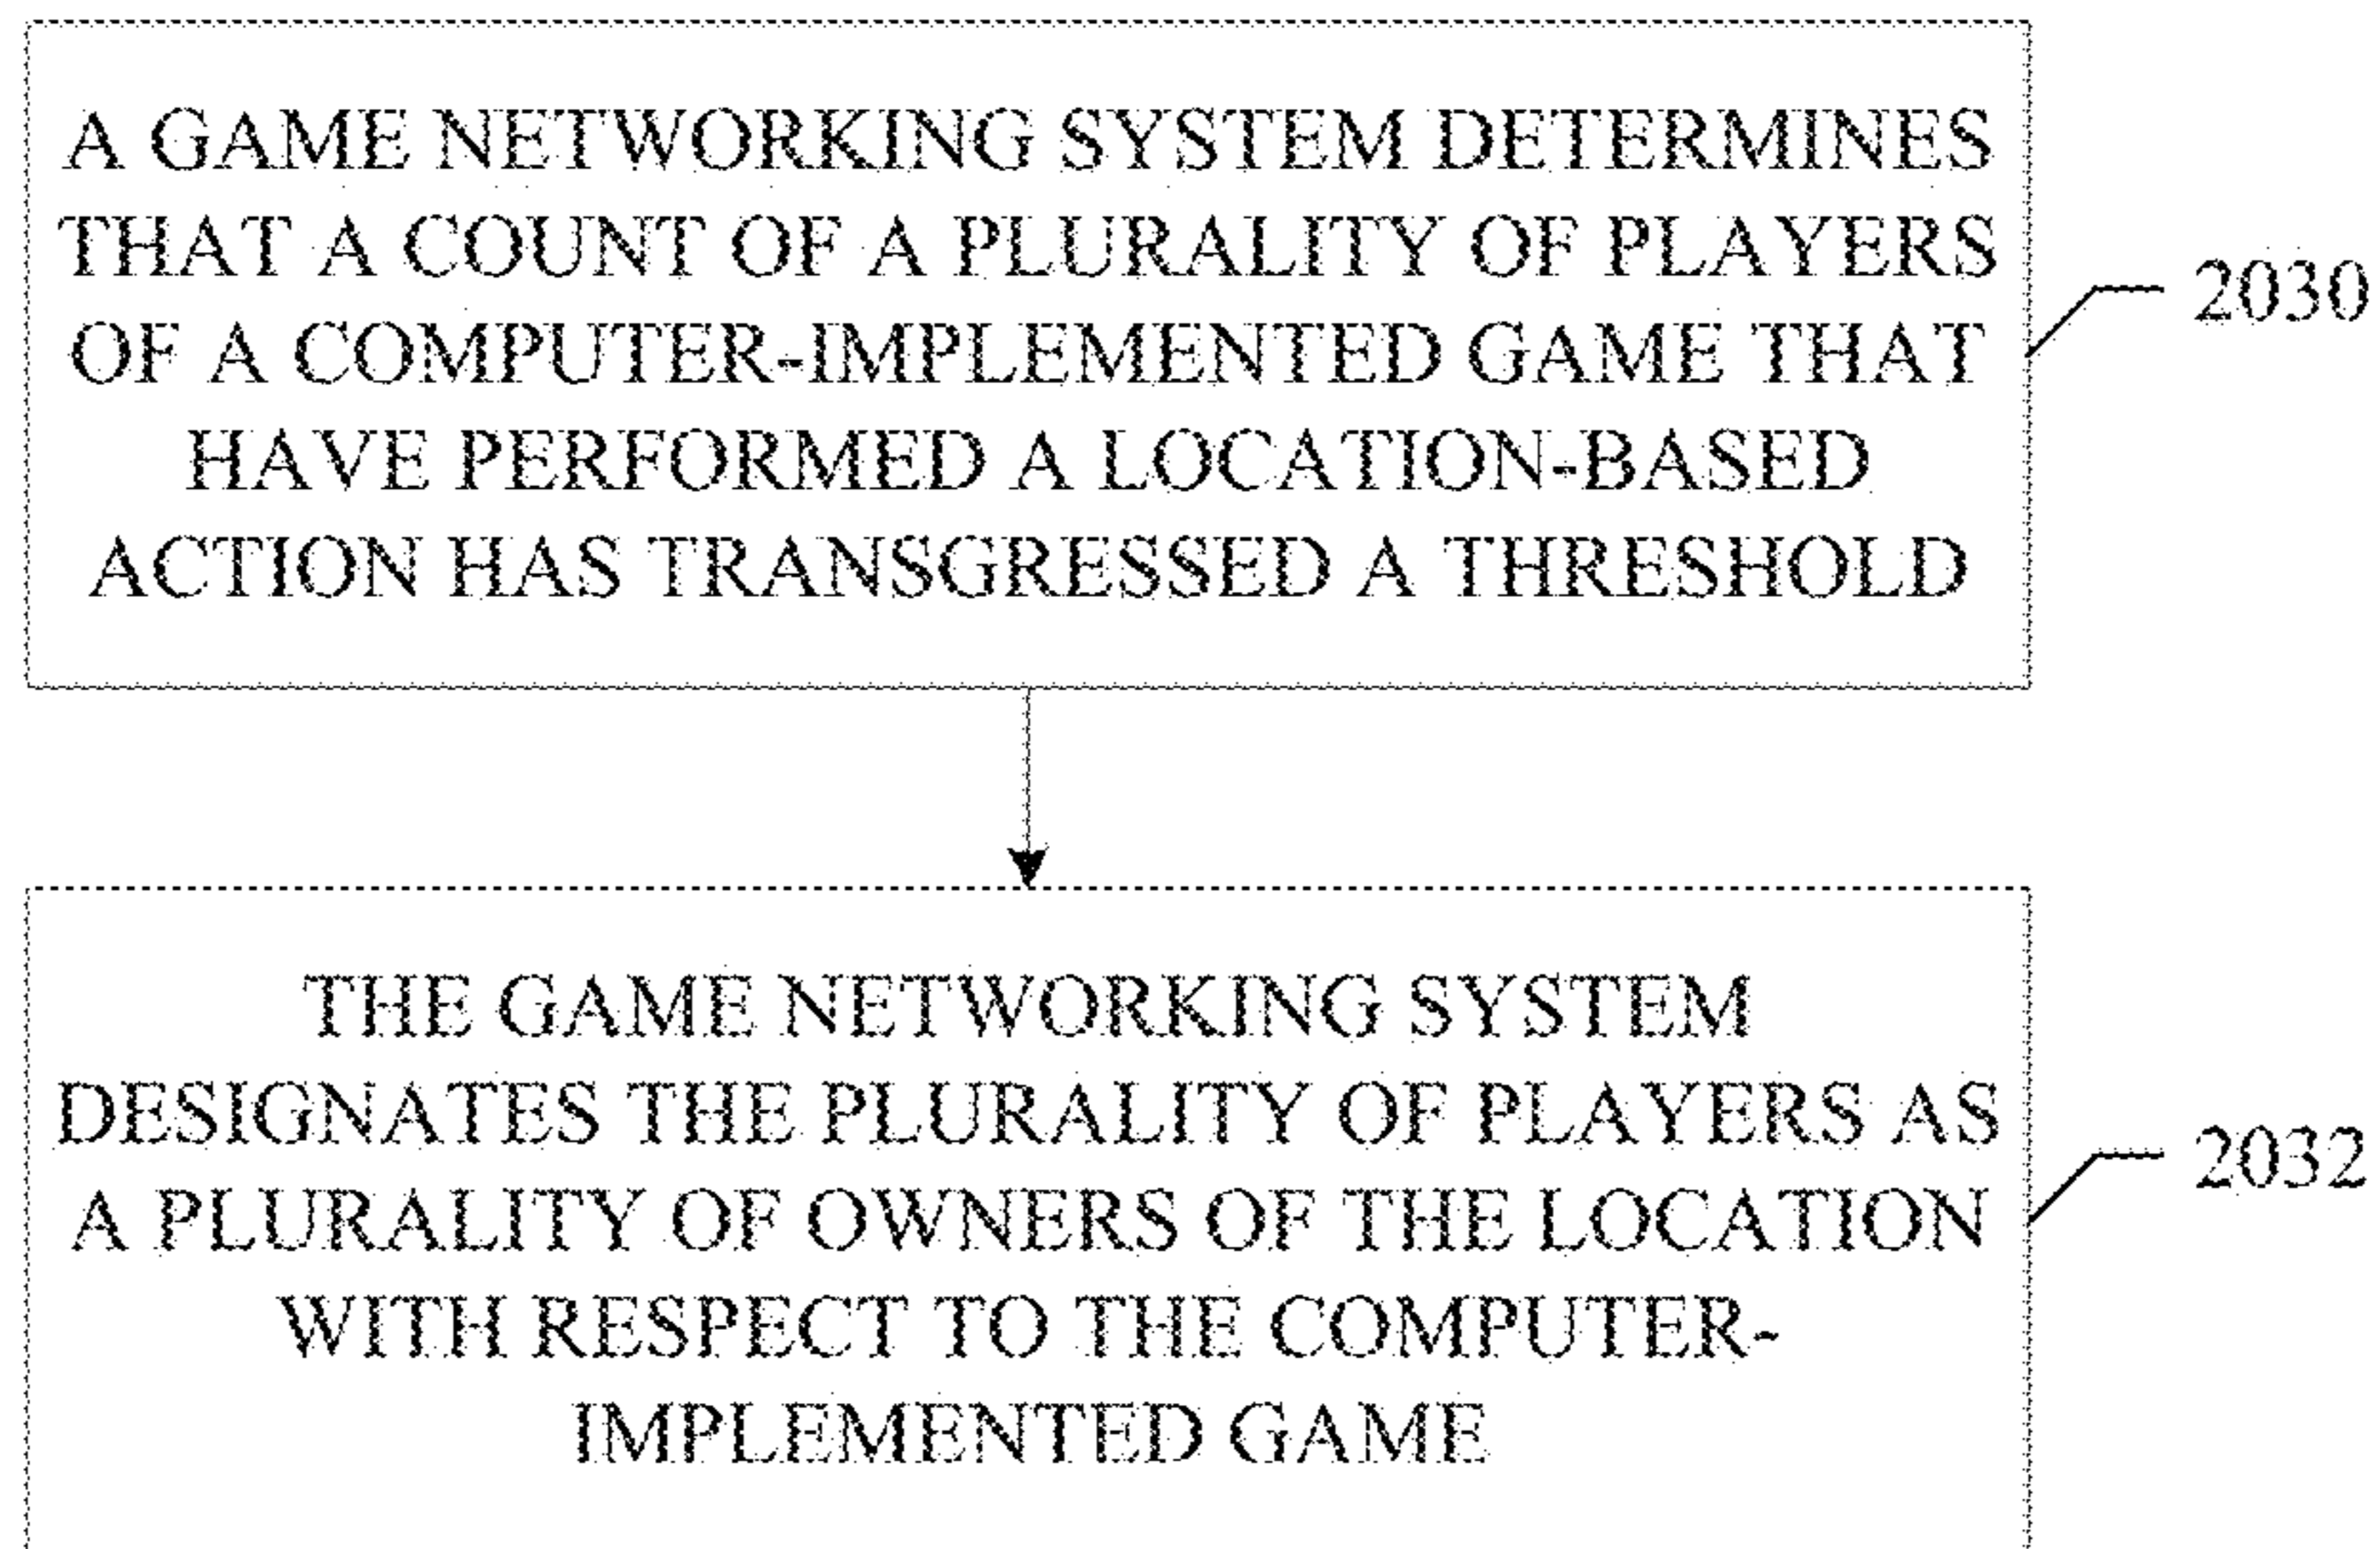 A GAME NETWORKING SYSTEM DETERMINES
THAT A COUNT OF A PLURALITY OF PLAYERS
OF A COMPUTER-IMPLEMENTED GAME THAT
HAVE PERFORMED A LOCATION-BASED
ACTION HAS TRANSGRESSED A THRESHOLD
2030
THE GAME NETWORKING SYSTEM
DESIGNATES THE PLURALITY OF PLAYERS AS
A PLURALITY OF OWNERS OF THE LOCATION
WITH RESPECT TO THE COMPUTER-
IMPLEMENTED GAME
2032